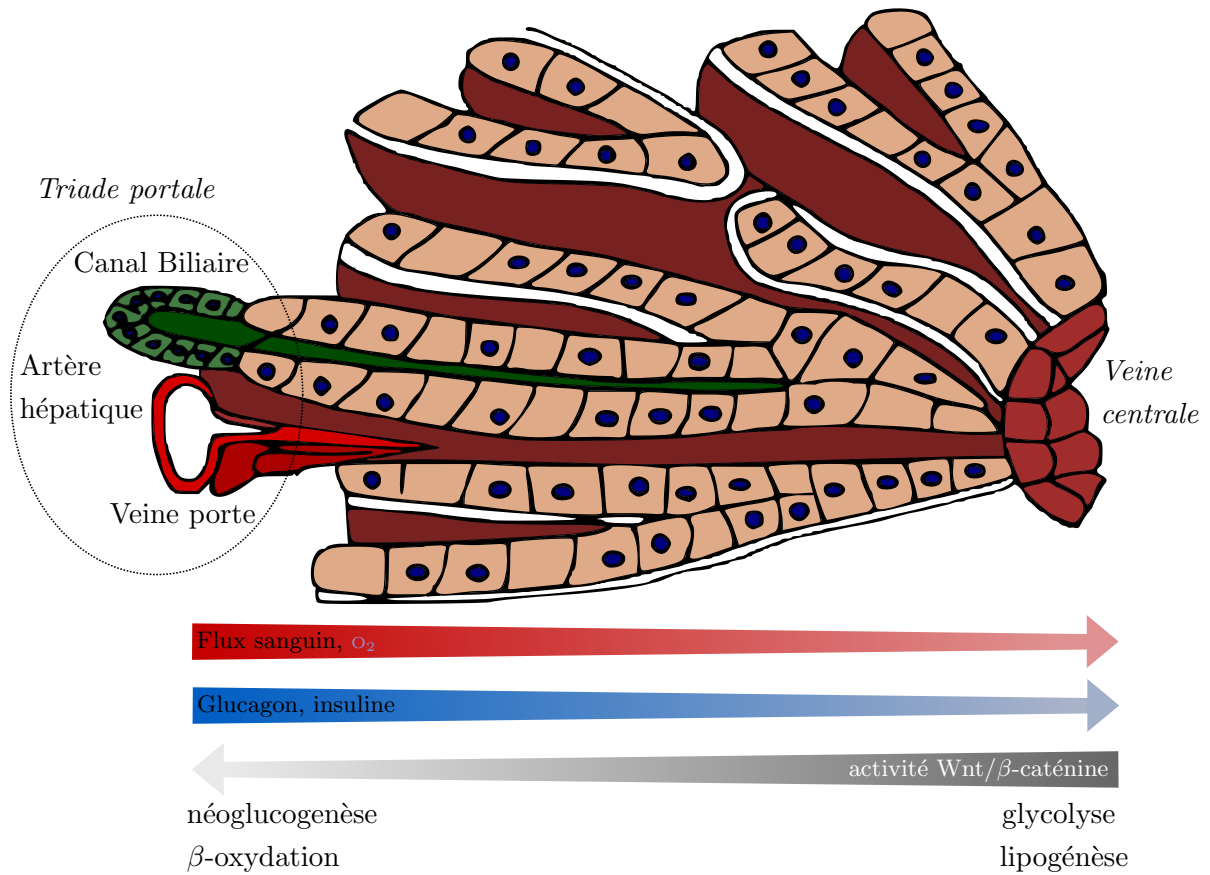 Triade portale
Canal Biliaire
Artère
hépatique
Veine porte
Veine
centrale
Flux sanguin, O₂
Glucagon, insuline
activité Wnt/β-caténine
néoglucogenèse
glycolyse
β-oxydation
lipogénèse